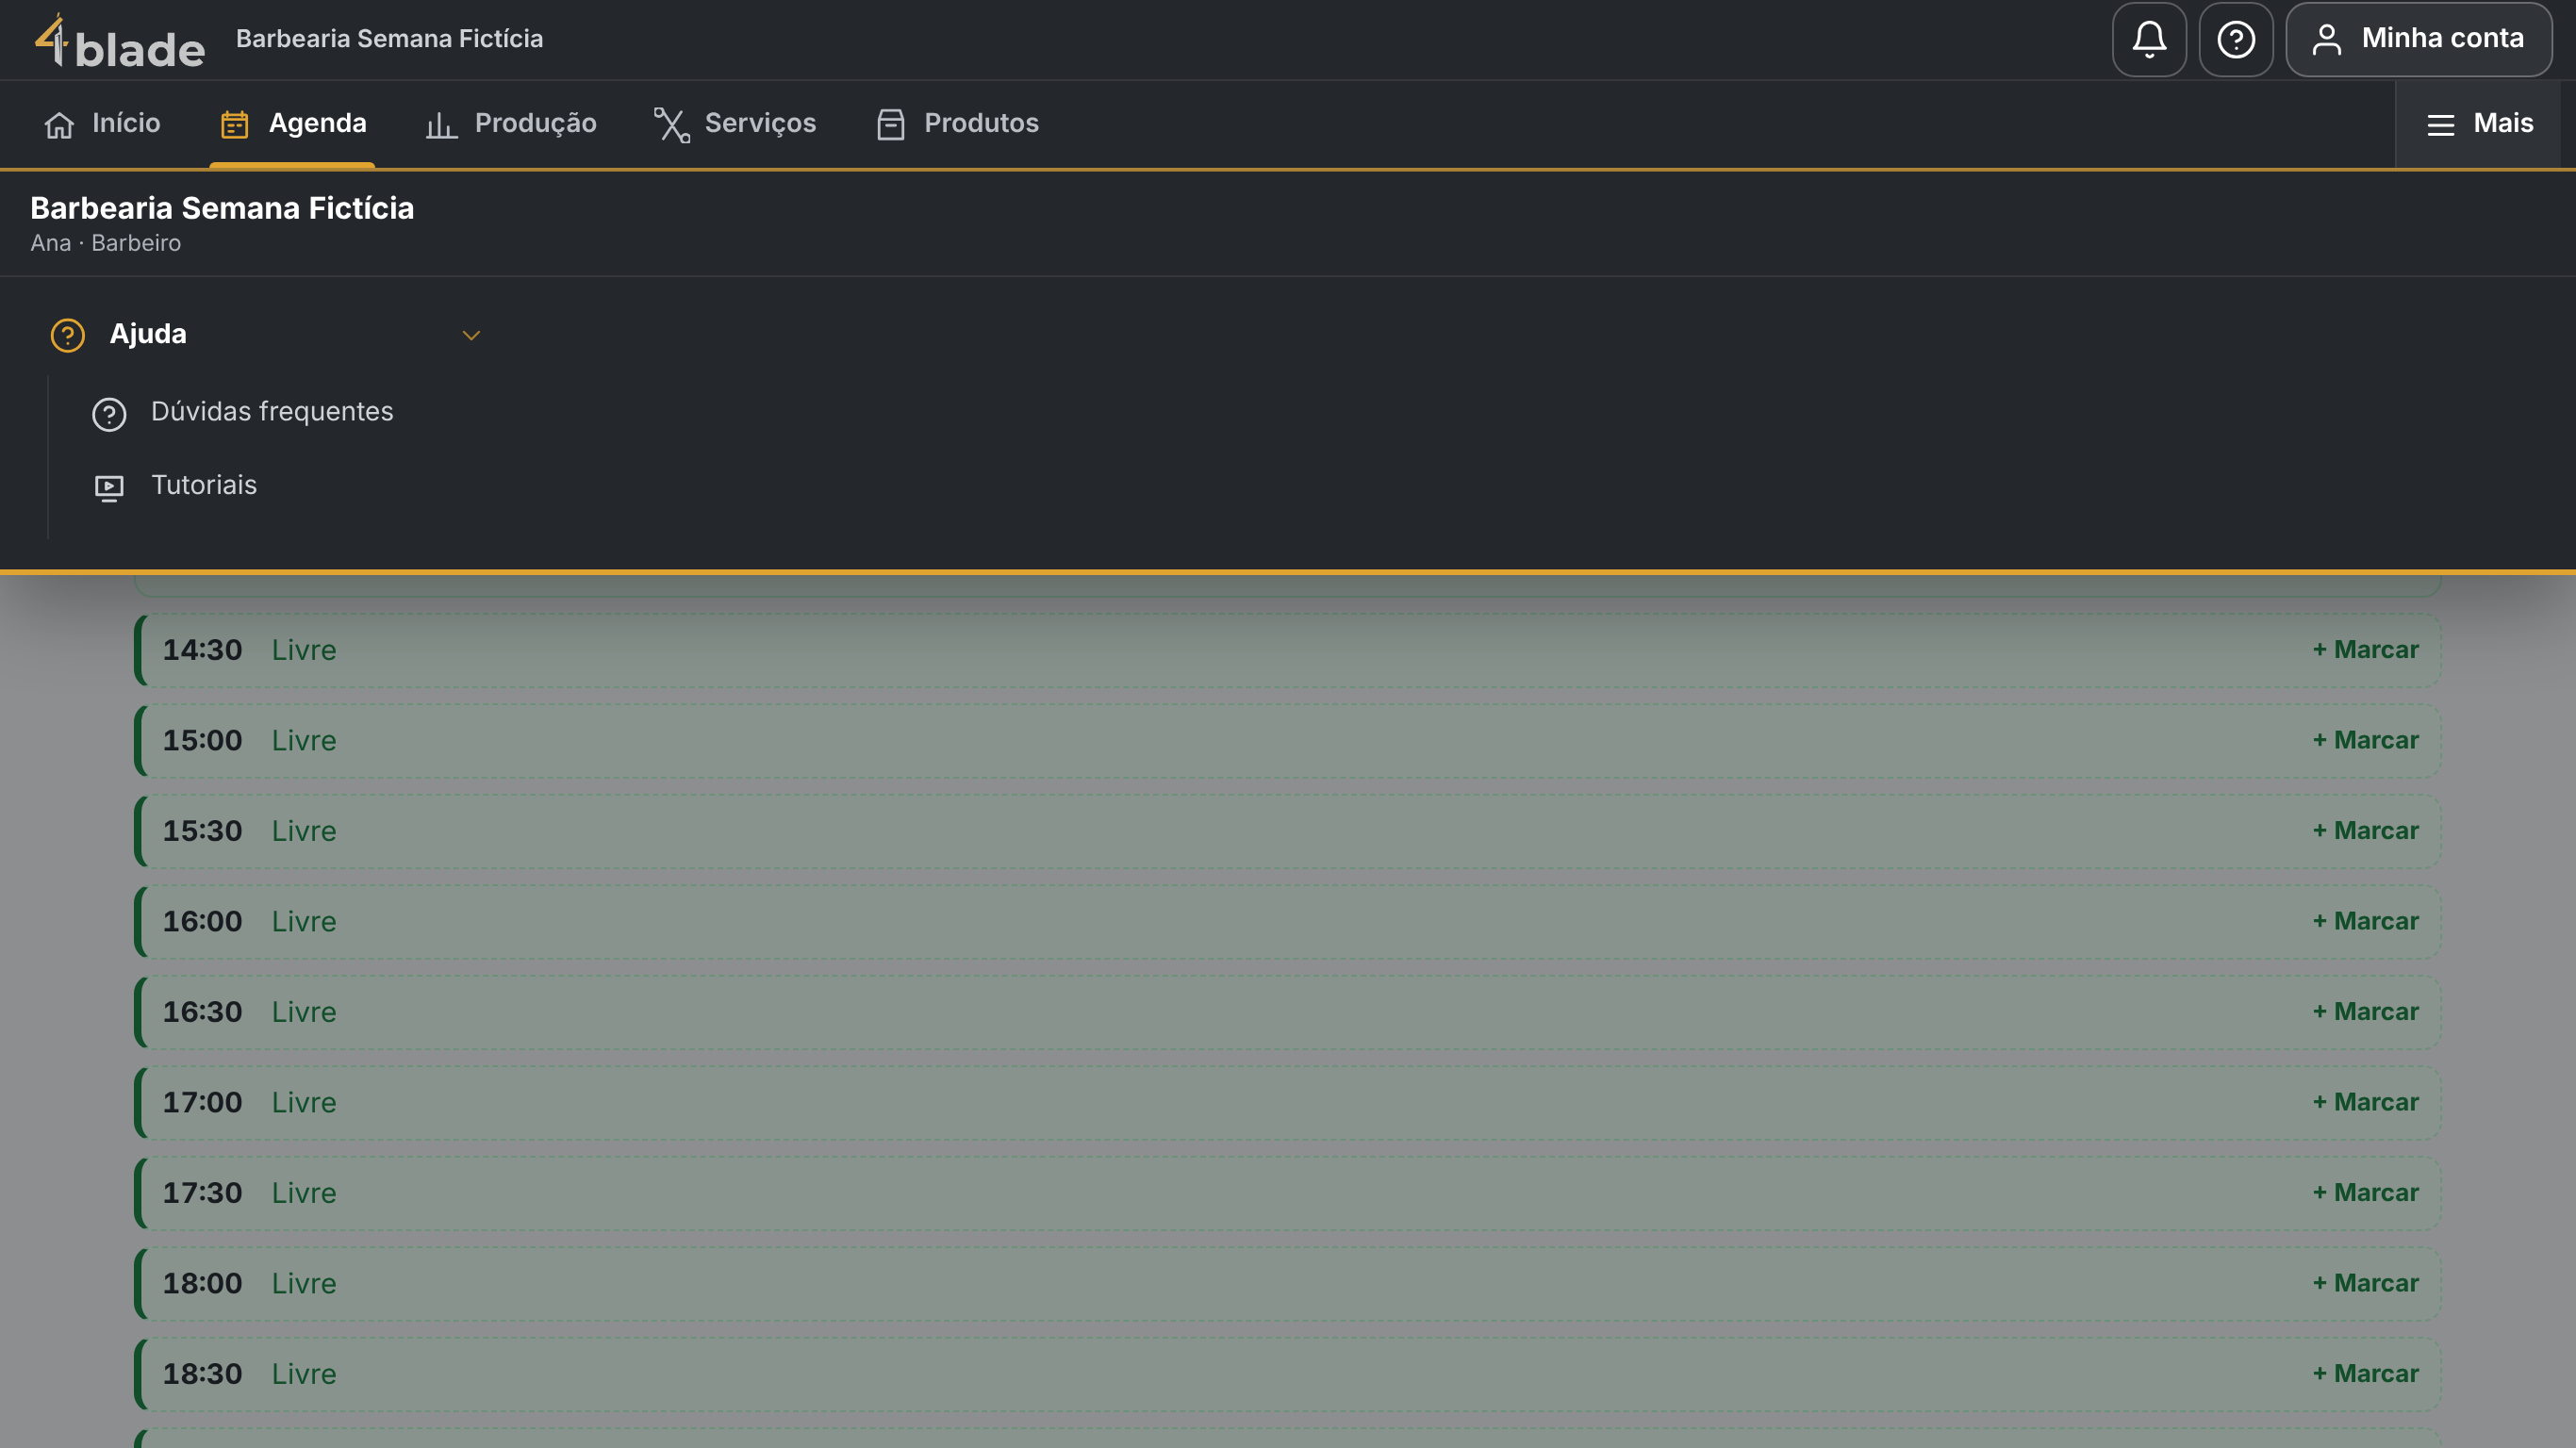 4blade Barbearia Semana Fictícia Minha conta
Início Agenda Produção Serviços Produtos Mais
Barbearia Semana Fictícia
Ana · Barbeiro
Ajuda
Dúvidas frequentes
Tutoriais
14:30 Livre + Marcar
15:00 Livre + Marcar
15:30 Livre + Marcar
16:00 Livre + Marcar
16:30 Livre + Marcar
17:00 Livre + Marcar
17:30 Livre + Marcar
18:00 Livre + Marcar
18:30 Livre + Marcar